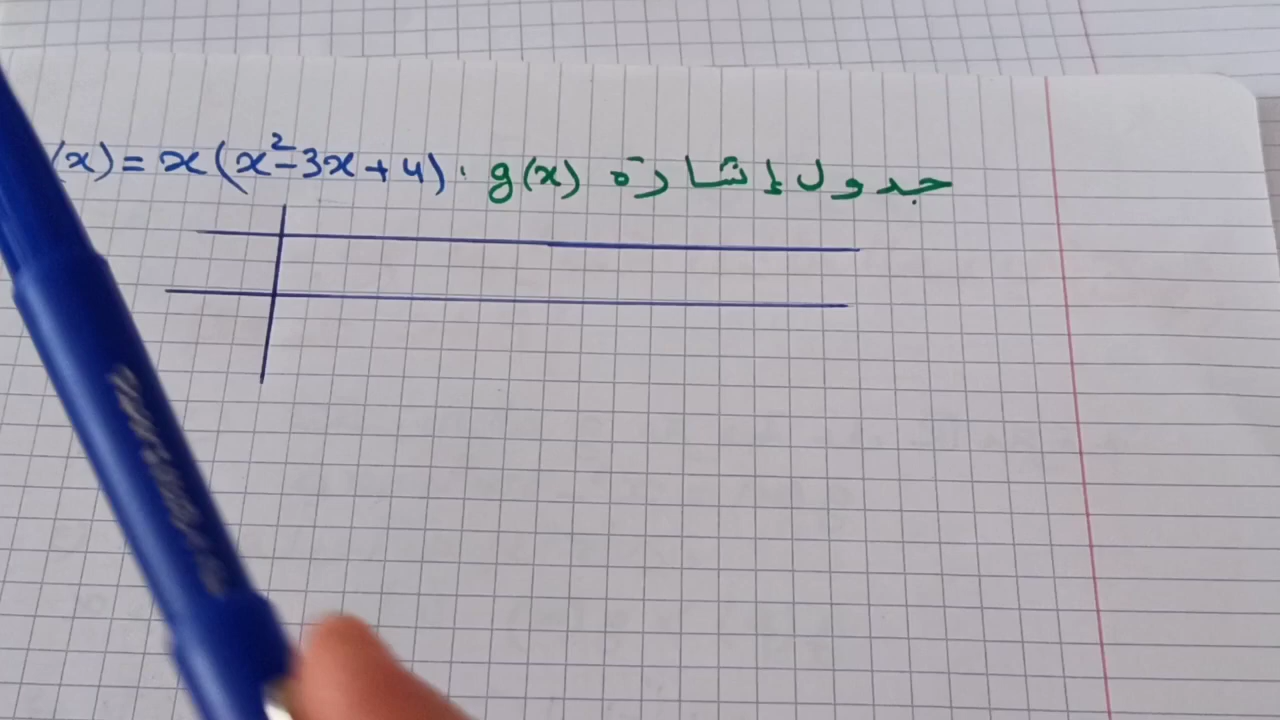 (x) = x(x²-3x+4) . g(x) جدول إشارة